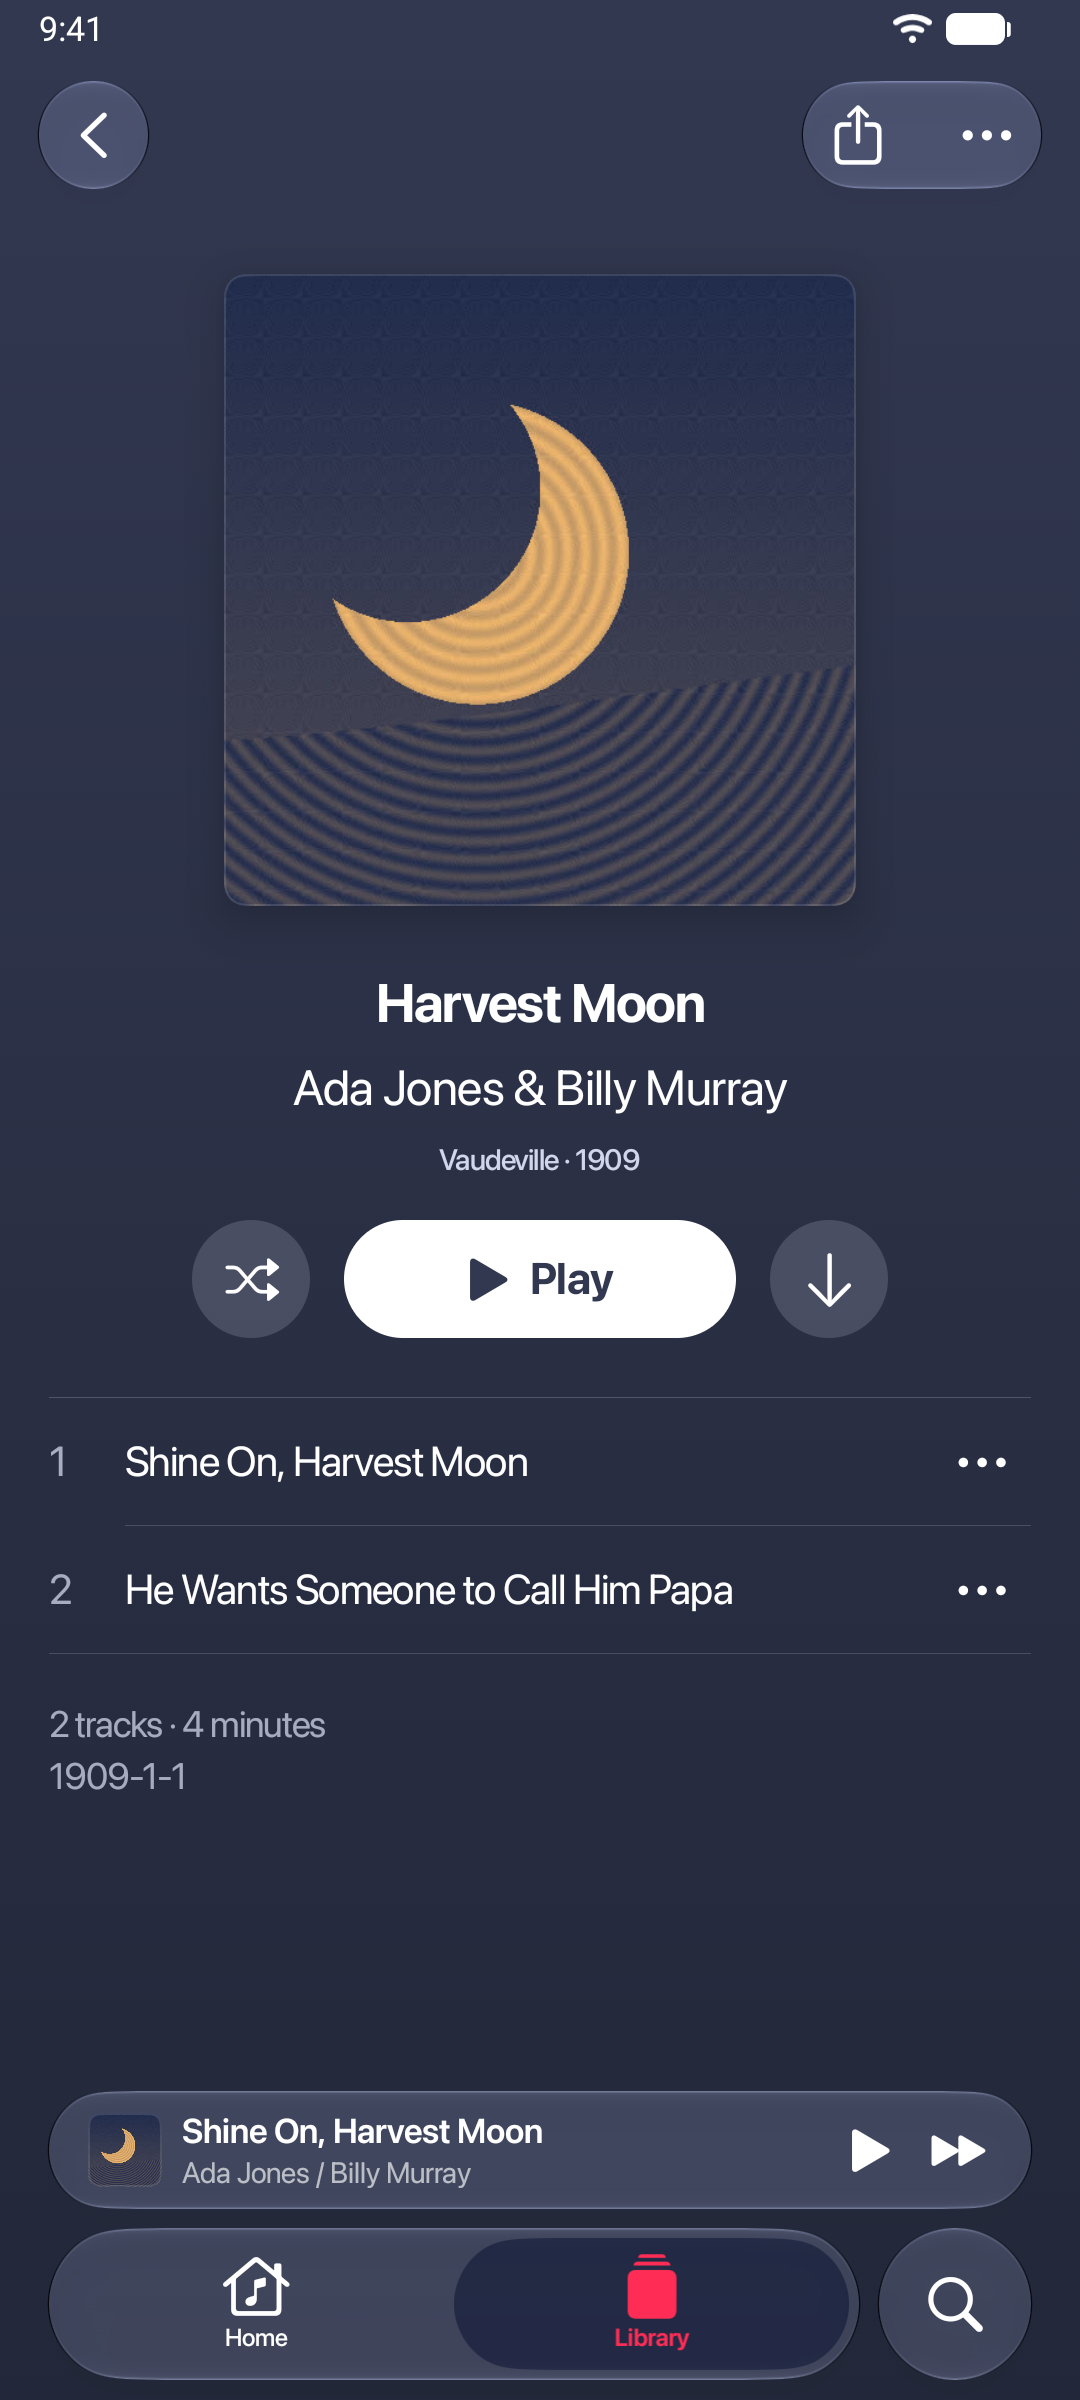 9:41
Harvest Moon
Ada Jones & Billy Murray
Vaudeville · 1909
Play
1 Shine On, Harvest Moon
2 He Wants Someone to Call Him Papa
2 tracks · 4 minutes
1909-1-1
Shine On, Harvest Moon
Ada Jones / Billy Murray
Home
Library